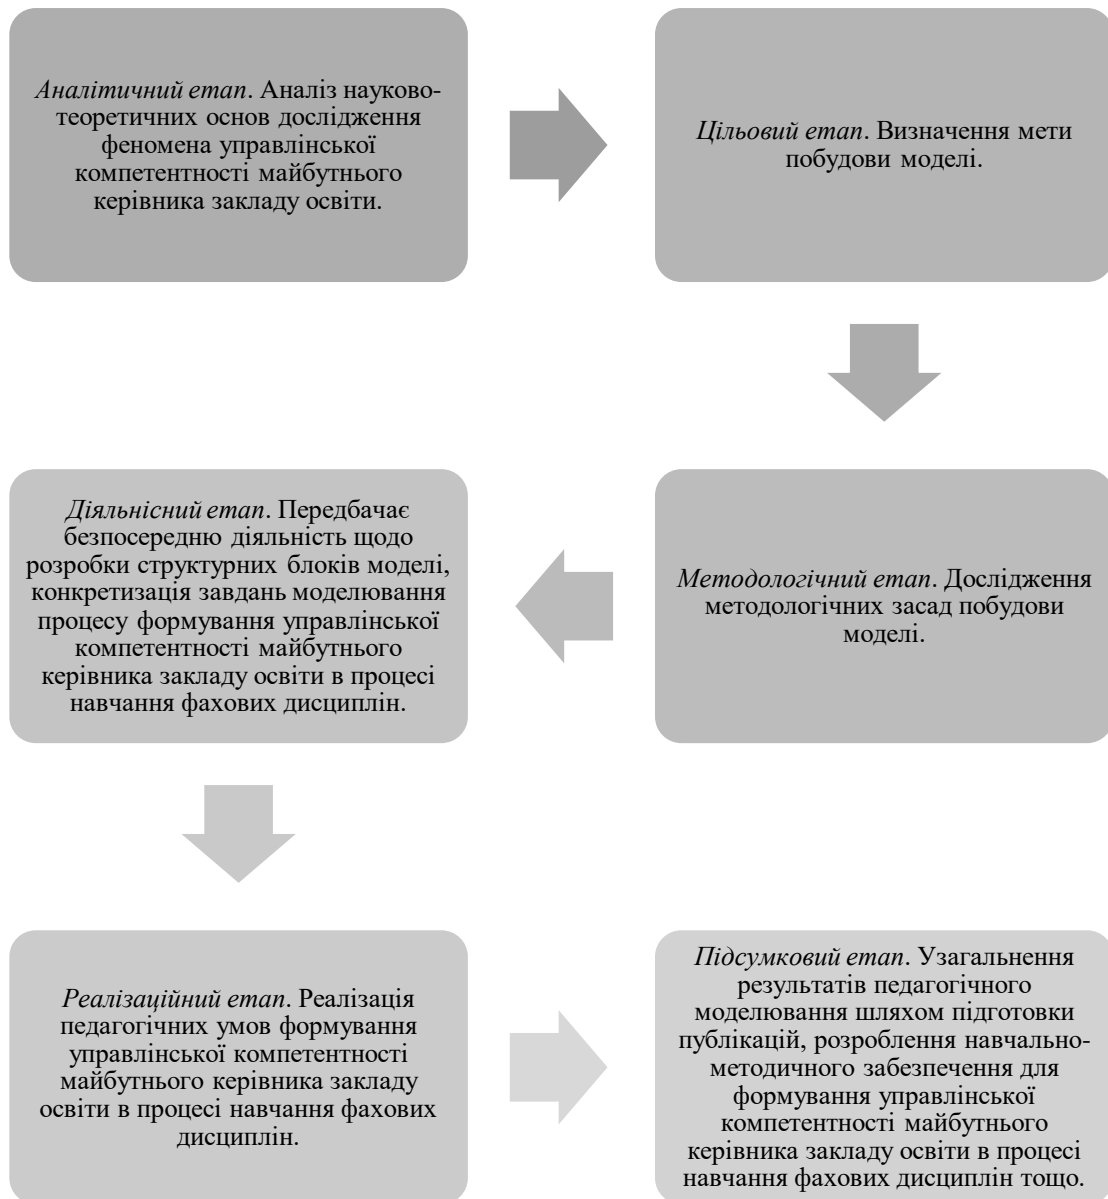 Аналітичний етап. Аналіз науково-
теоретичних основ дослідження
феномена управлінської
компетентності майбутнього
керівника закладу освіти.
Цільовий етап. Визначення мети
побудови моделі.
Методологічний етап. Дослідження
методологічних засад побудови
моделі.
Діяльнісний етап. Передбачає
безпосередню діяльність щодо
розробки структурних блоків моделі,
конкретизація завдань моделювання
процесу формування управлінської
компетентності майбутнього
керівника закладу освіти в процесі
навчання фахових дисциплін.
Реалізаційний етап. Реалізація
педагогічних умов формування
управлінської компетентності
майбутнього керівника закладу
освіти в процесі навчання фахових
дисциплін.
Підсумковий етап. Узагальнення
результатів педагогічного
моделювання шляхом підготовки
публікацій, розроблення навчально-
методичного забезпечення для
формування управлінської
компетентності майбутнього
керівника закладу освіти в процесі
навчання фахових дисциплін тощо.